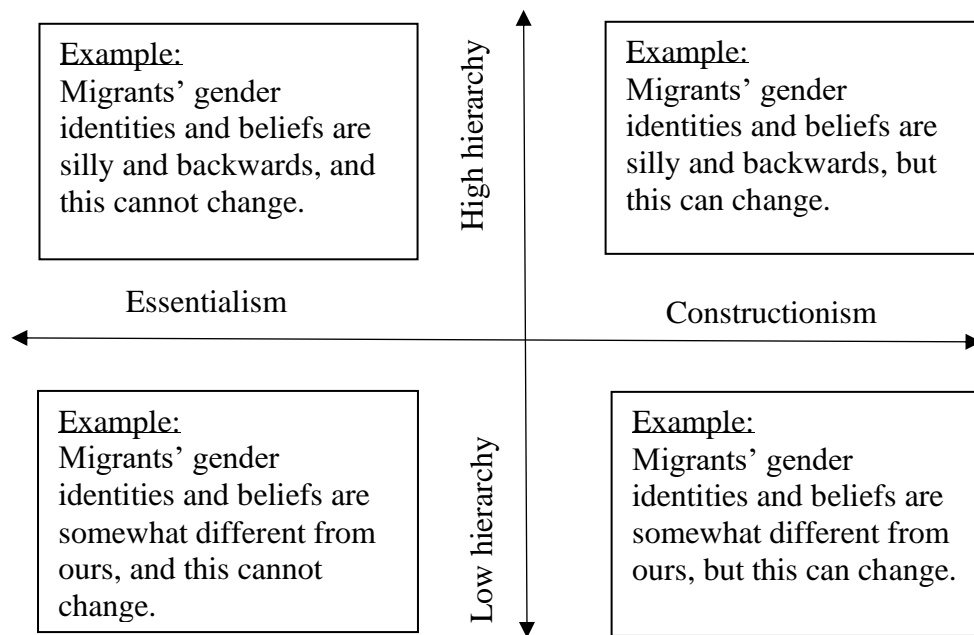 Example:
Migrants’ gender
identities and beliefs are
silly and backwards, and
this cannot change.
High hierarchy
Example:
Migrants’ gender
identities and beliefs are
silly and backwards, but
this can change.
Essentialism
Constructionism
Example:
Migrants’ gender
identities and beliefs are
somewhat different from
ours, and this cannot
change.
Low hierarchy
Example:
Migrants’ gender
identities and beliefs are
somewhat different from
ours, but this can change.